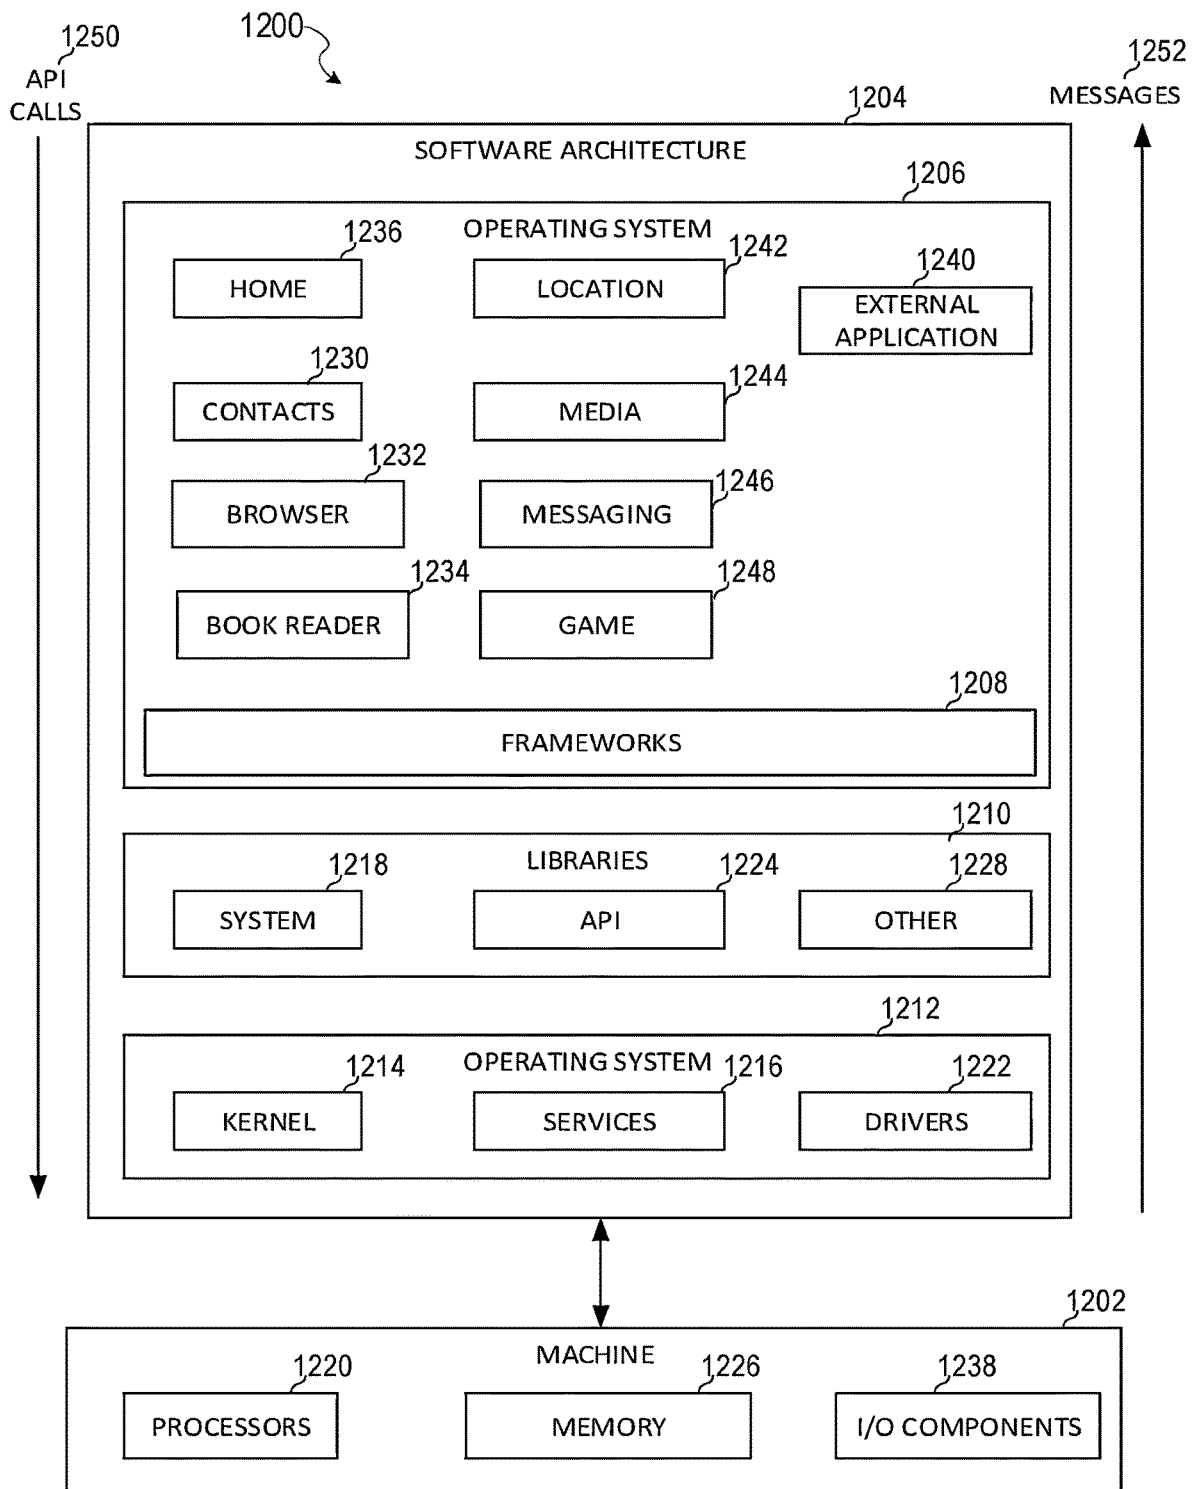 1250
1200
1252
API
CALLS
MESSAGES
1204
SOFTWARE ARCHITECTURE
1206
OPERATING SYSTEM
1236
1242
1240
HOME
LOCATION
EXTERNAL
APPLICATION
1230
1244
CONTACTS
MEDIA
1232
1246
BROWSER
MESSAGING
1234
1248
BOOK READER
GAME
1208
FRAMEWORKS
1210
LIBRARIES
1218
1224
1228
SYSTEM
API
OTHER
1212
OPERATING SYSTEM
1214
1216
1222
KERNEL
SERVICES
DRIVERS
1202
MACHINE
1220
1226
1238
PROCESSORS
MEMORY
I/O COMPONENTS